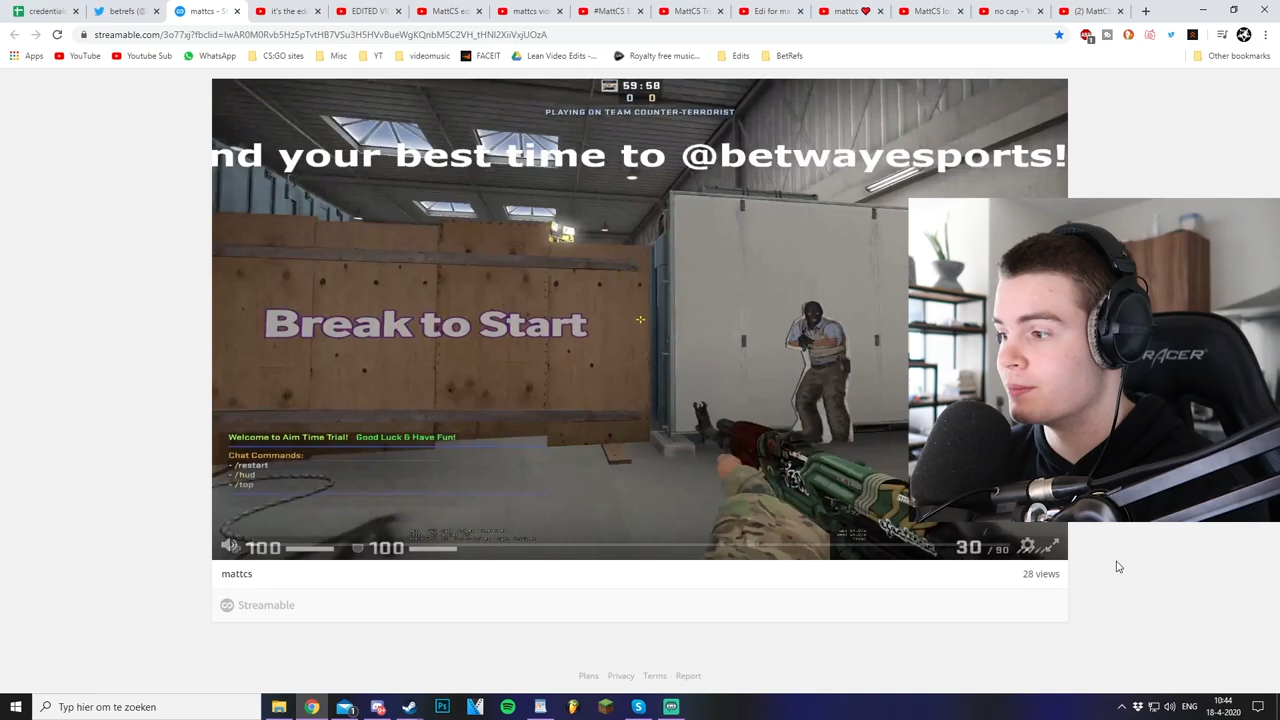 credential
betrefs (@
mattcs - S
it's the edi
EDITED VI
MattCS ed
mattcs vid
#MattCS E
MattCS Tr
Edi for ma
mattcs ❤
MattCS lo
no cap - Y
(2) MattCS
streamable.com/3o77xj?fbclid=IwAR0M0Rvb5HzSpTvtHB7VSu3H5HVvBueWgKQnbM5C2VH_tHNl2XiiVxjUOzA
Apps YouTube Youtube Sub WhatsApp CS:GO sites Misc YT videomusic FACEIT Lean Video Edits -... Royalty free music... Edits BetRefs Other bookmarks
59:58
0 0
PLAYING ON TEAM COUNTER-TERRORIST
nd your best time to @betwayesports!
Break to Start
RACER
Welcome to Aim Time Trial! Good Luck & Have Fun!
Chat Commands:
- /restart
- /hud
- /top
100 100 30 / 90
mattcs 28 views
Streamable
Plans Privacy Terms Report
Typ hier om te zoeken
ENG
10:44
18-4-2020